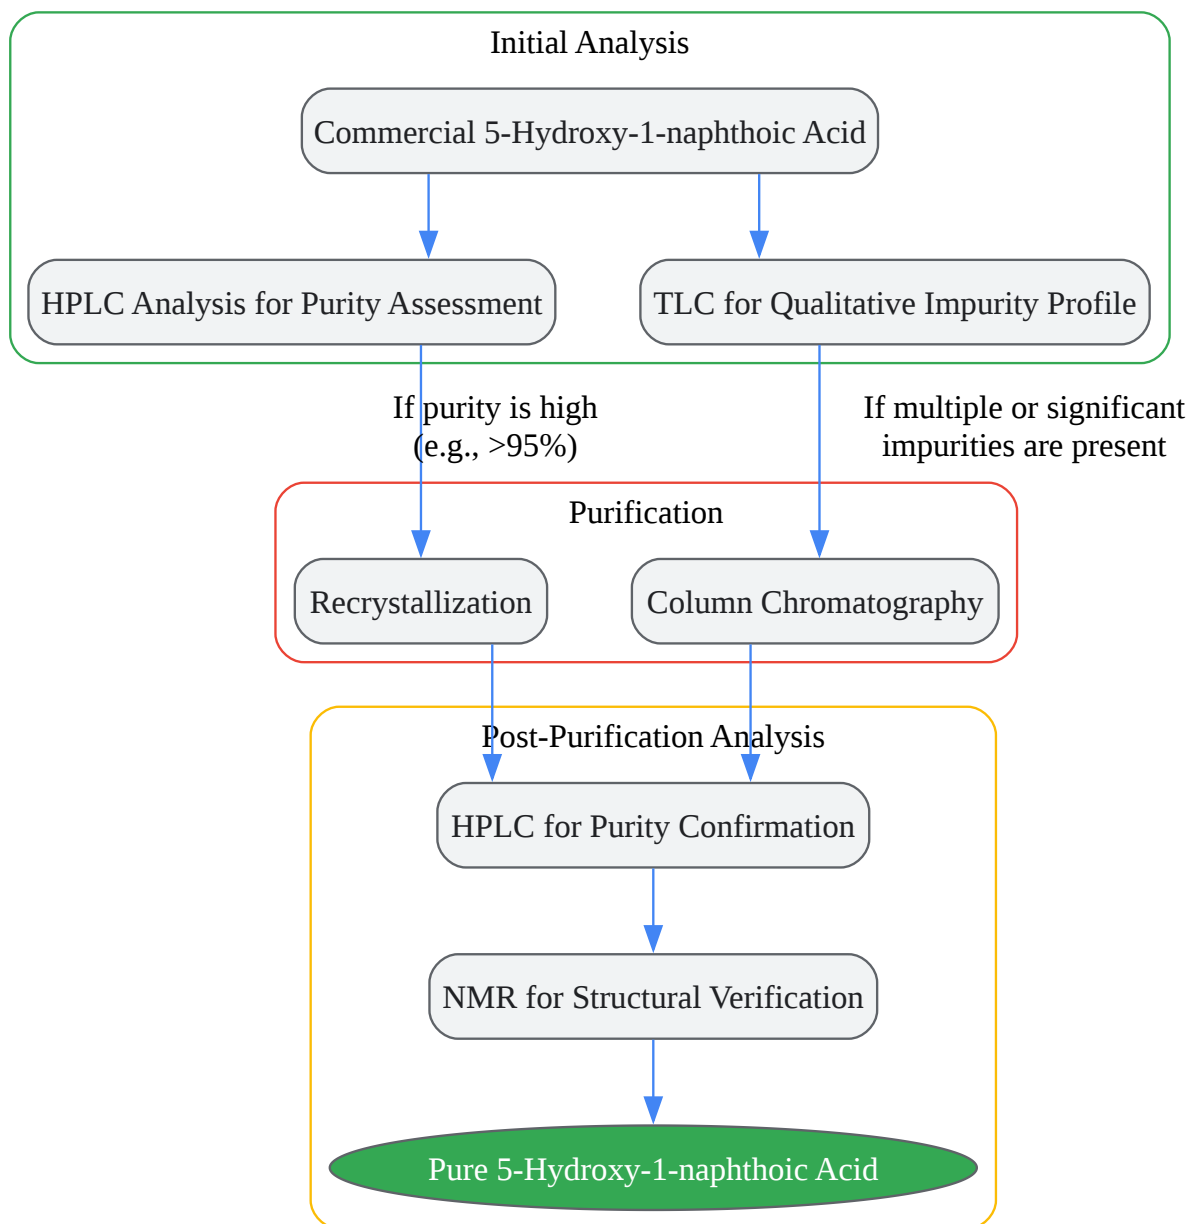 Initial Analysis
Commercial 5-Hydroxy-1-naphthoic Acid
HPLC Analysis for Purity Assessment
TLC for Qualitative Impurity Profile
If purity is high
(e.g., >95%)
If multiple or significant
impurities are present
Purification
Recrystallization
Column Chromatography
Post-Purification Analysis
HPLC for Purity Confirmation
NMR for Structural Verification
Pure 5-Hydroxy-1-naphthoic Acid